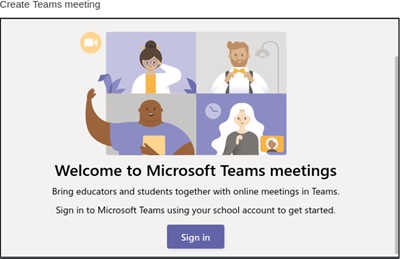 Create Teams meeting
Welcome to Microsoft Teams meetings
Bring educators and students together with online meetings in Teams.
Sign in to Microsoft Teams using your school account to get started.
Sign in